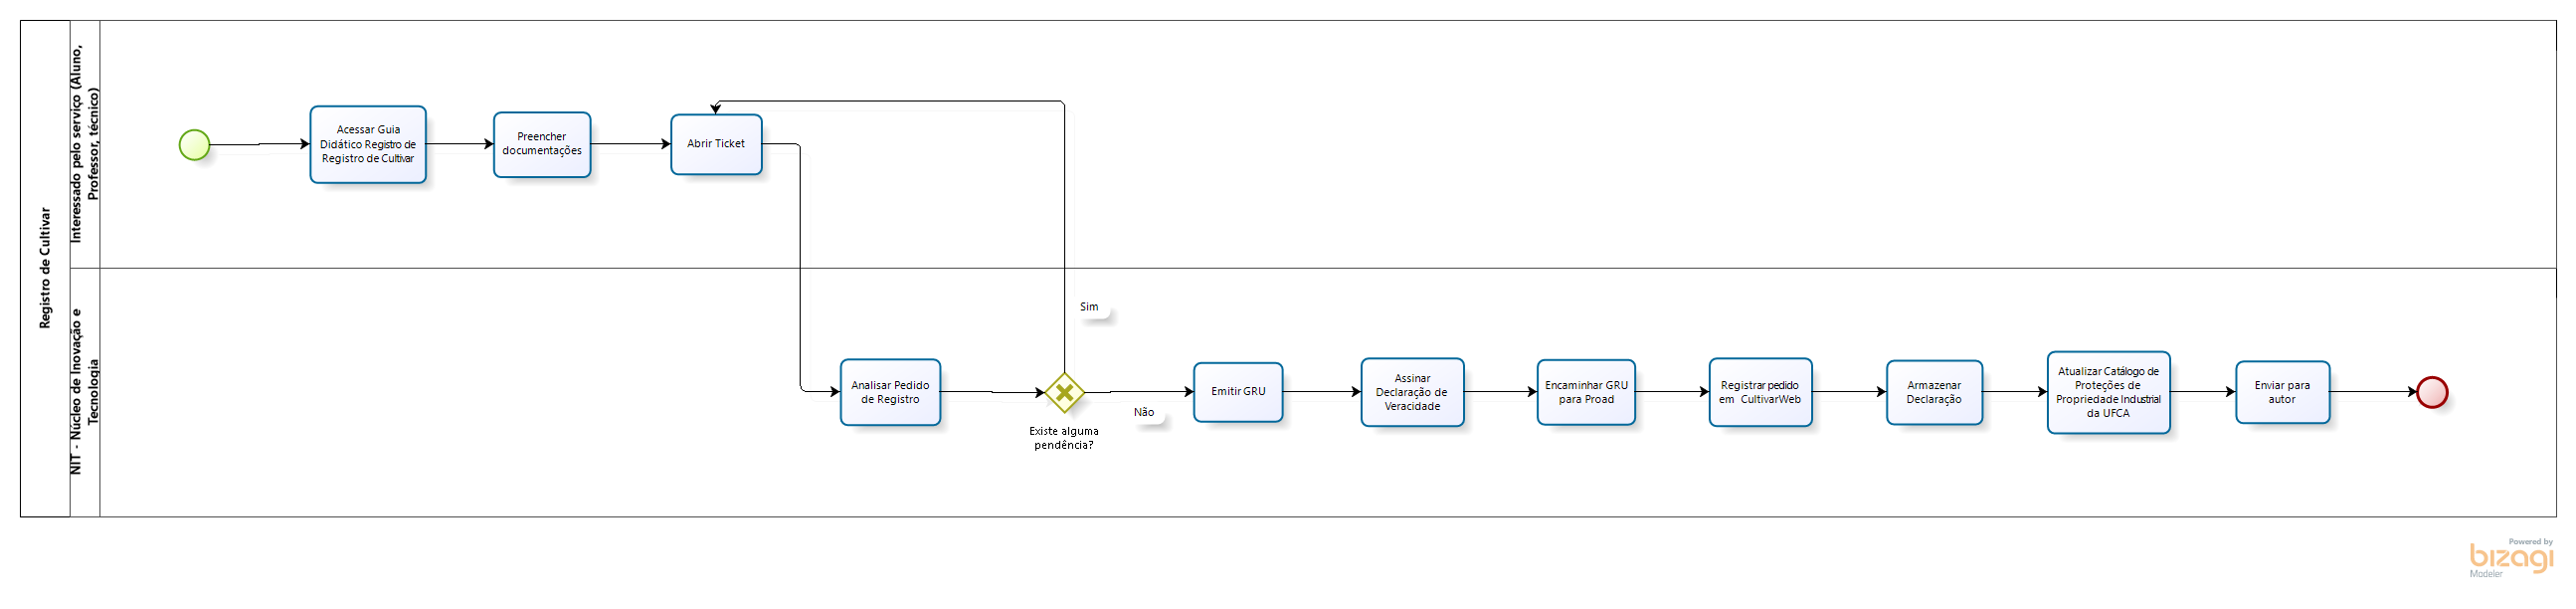 Registro de Cultivar
Interessado pelo serviço (Aluno,
Professor, técnico)
Acessar Guia
Didático Registro de
Registro de Cultivar
Preencher
documentações
Abrir Ticket
NIT - Núcleo de Inovação e
Tecnologia
Analisar Pedido
de Registro
Existe alguma
pendência?
Sim
Não
Emitir GRU
Assinar
Declaração de
Veracidade
Encaminhar GRU
para Proad
Registrar pedido
em CultivarWeb
Armazenar
Declaração
Atualizar Catálogo de
Proteções de
Propriedade Industrial
da UFCA
Enviar para
autor
Powered by
bizagi
Modeler